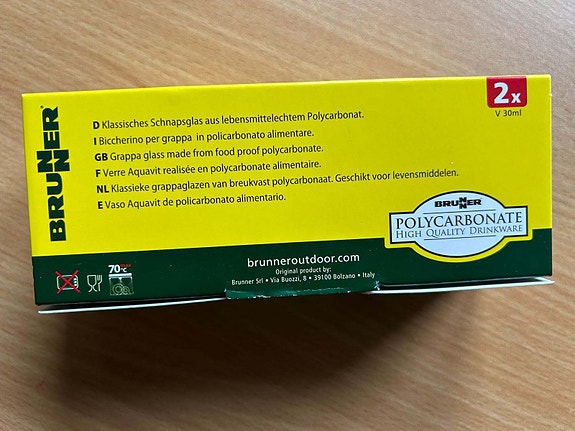 BRUNNER
2x
V 30ml
D Klassisches Schnapsglas aus lebensmittelechtem Polycarbonat.
I Biccherino per grappa in policarbonato alimentare.
GB Grappa glass made from food proof polycarbonate.
F Verre Aquavit realisée en polycarbonate alimentaire.
NL Klassieke grappaglazen van breukvast polycarbonaat. Geschikt voor levensmiddelen.
E Vaso Aquavit de policarbonato alimentario.
BRUNNER
POLYCARBONATE
HIGH QUALITY DRINKWARE
brunneroutdoor.com
Original product by:
Brunner Srl • Via Buozzi, 8 • 39100 Bolzano • Italy
70°C